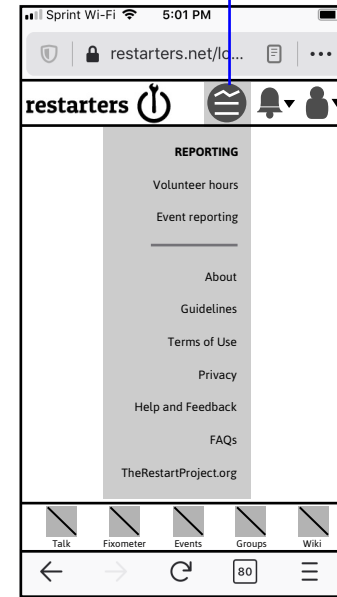 Sprint Wi-Fi 5:01 PM
restarters.net/lo...
restarters
REPORTING
Volunteer hours
Event reporting
About
Guidelines
Terms of Use
Privacy
Help and Feedback
FAQs
TheRestartProject.org
Talk Fixometer Events Groups Wiki
80